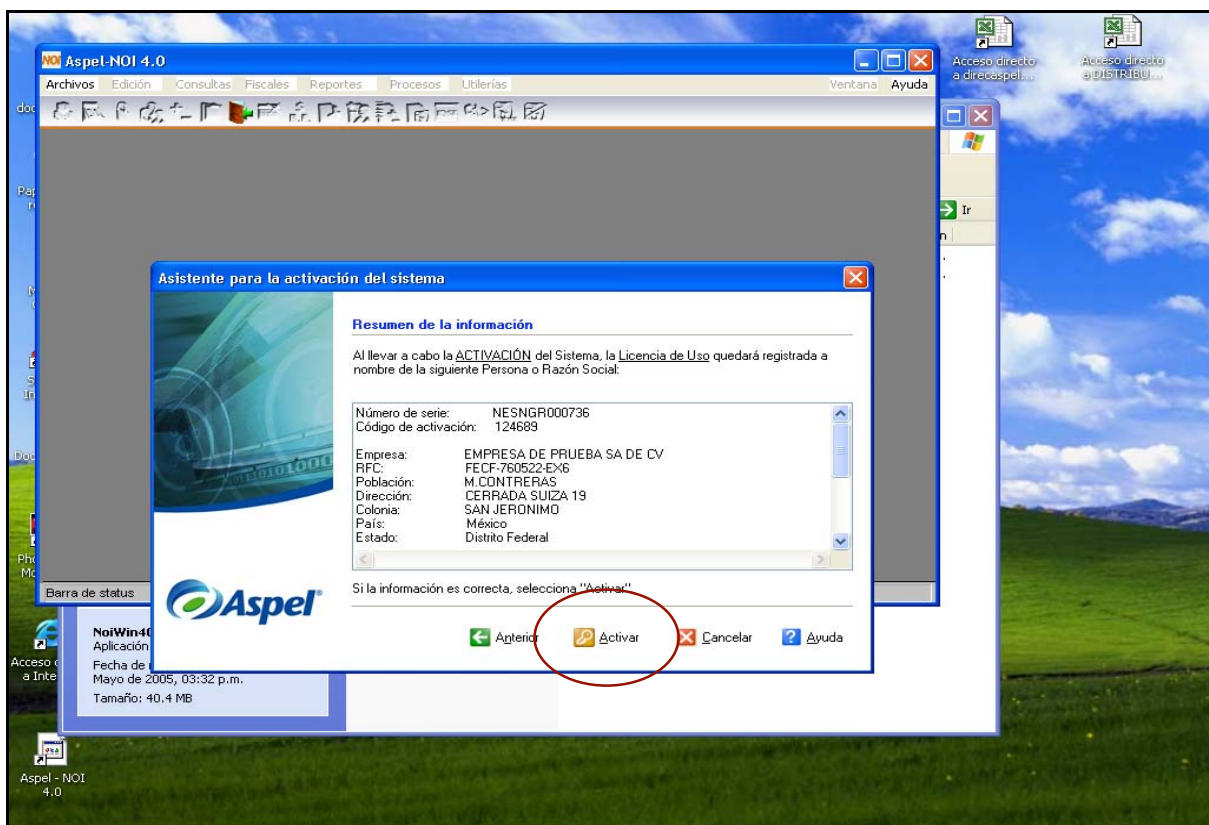 Acceso directo
a direcaspel...
Acceso directo
a DISTRIBU...
NOI Aspel-NOI 4.0
Archivos Edición Consultas Fiscales Reportes Procesos Utilerías Ventana Ayuda
Ir
Asistente para la activación del sistema
Resumen de la información
Al llevar a cabo la ACTIVACIÓN del Sistema, la Licencia de Uso quedará registrada a
nombre de la siguiente Persona o Razón Social:
Número de serie: NESNGR000736
Código de activación: 124689
Empresa: EMPRESA DE PRUEBA SA DE CV
RFC: FECF-760522-EX6
Población: M.CONTRERAS
Dirección: CERRADA SUIZA 19
Colonia: SAN JERONIMO
País: México
Estado: Distrito Federal
Si la información es correcta, selecciona "Activar"
Aspel
Anterior Activar Cancelar Ayuda
Barra de status
NoiWin40
Aplicación
Fecha de
Mayo de 2005, 03:32 p.m.
Tamaño: 40.4 MB
Acceso
a Inte
Aspel - NOI
4.0